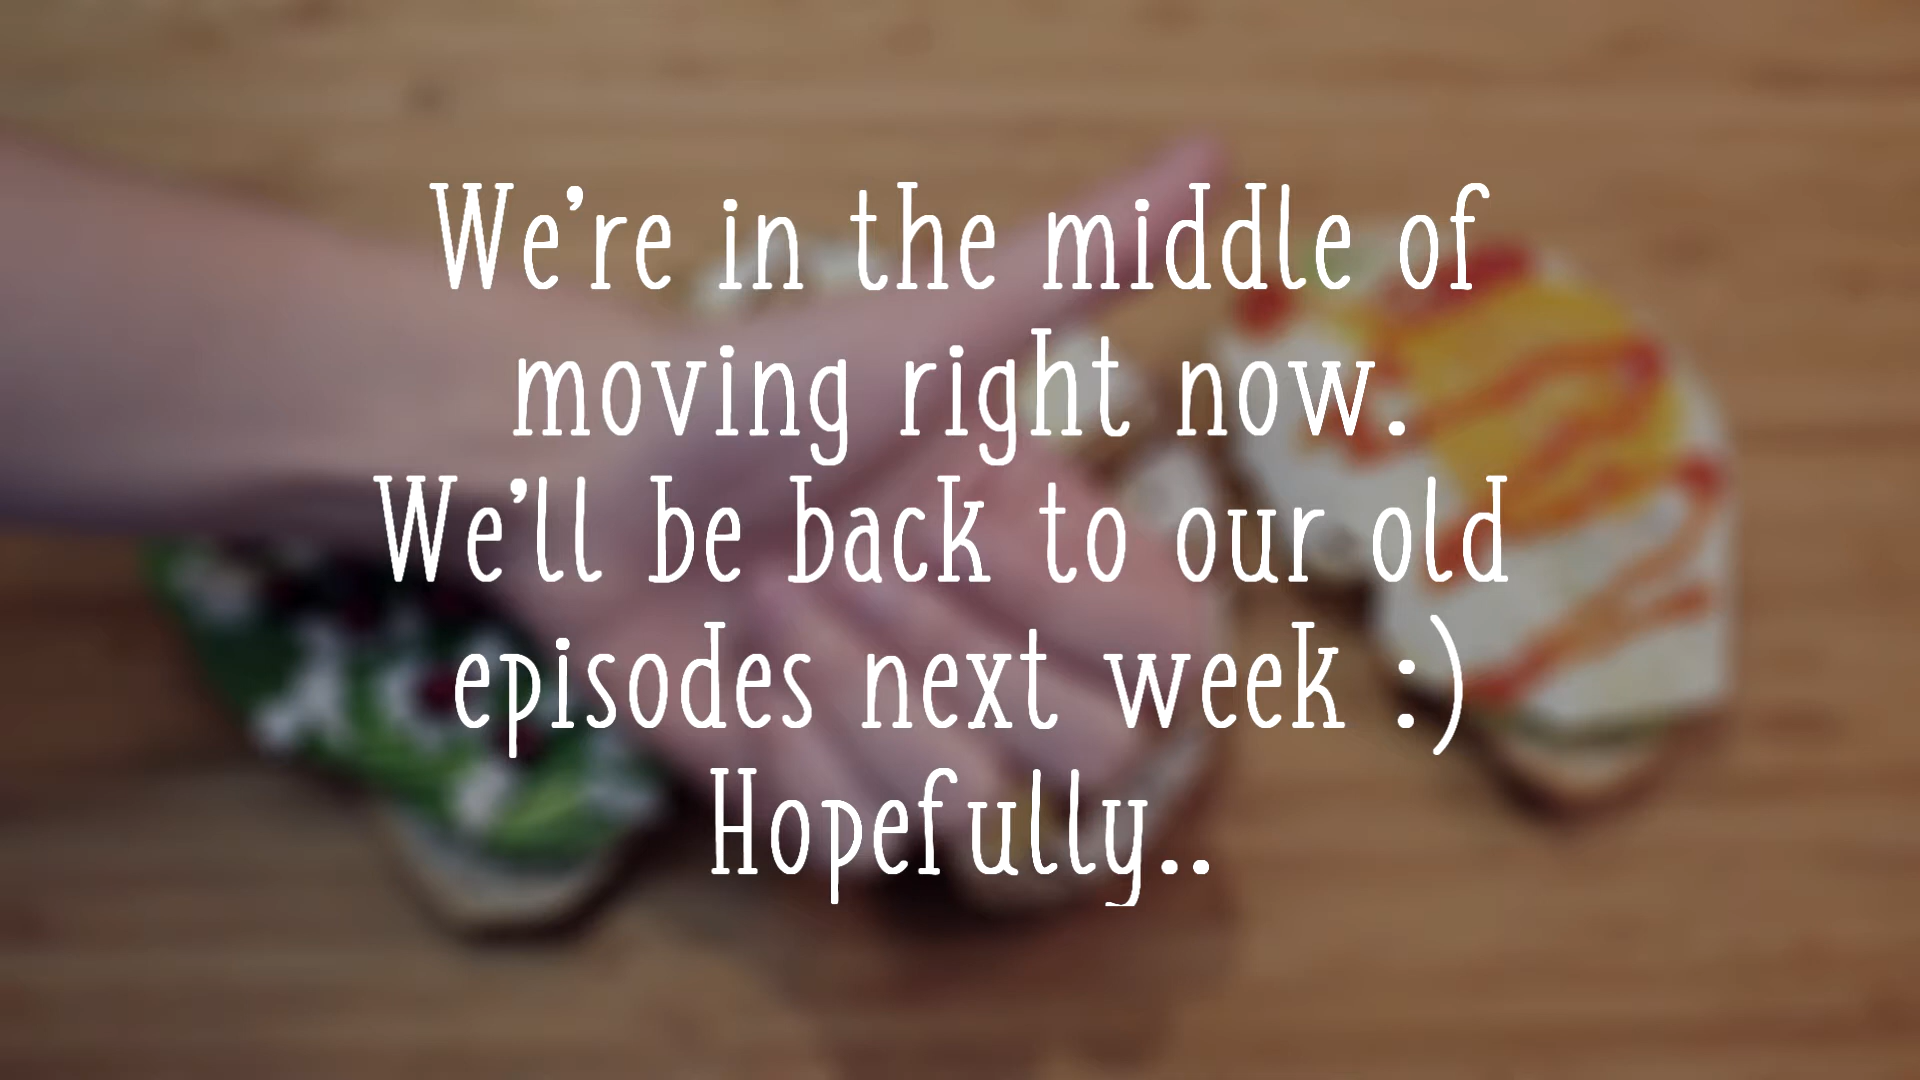 We're in the middle of
moving right now.
We'll be back to our old
episodes next week :)
Hopefully..